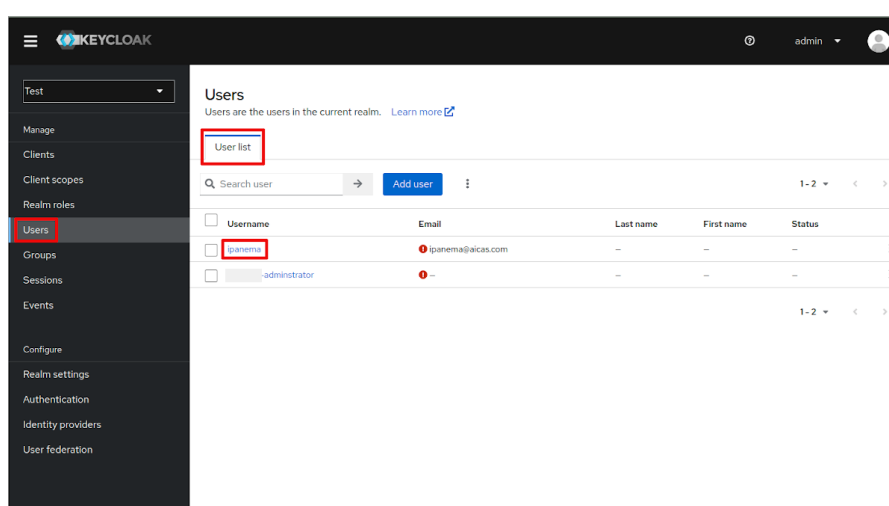 KEYCLOAK
admin
Test
Manage
Clients
Client scopes
Realm roles
Users
Groups
Sessions
Events
Configure
Realm settings
Authentication
Identity providers
User federation
Users
Users are the users in the current realm. Learn more
User list
Search user
Add user
1 - 2
Username Email Last name First name Status
ipanema ipanema@aicas.com – – –
-adminstrator – – – –
1 - 2